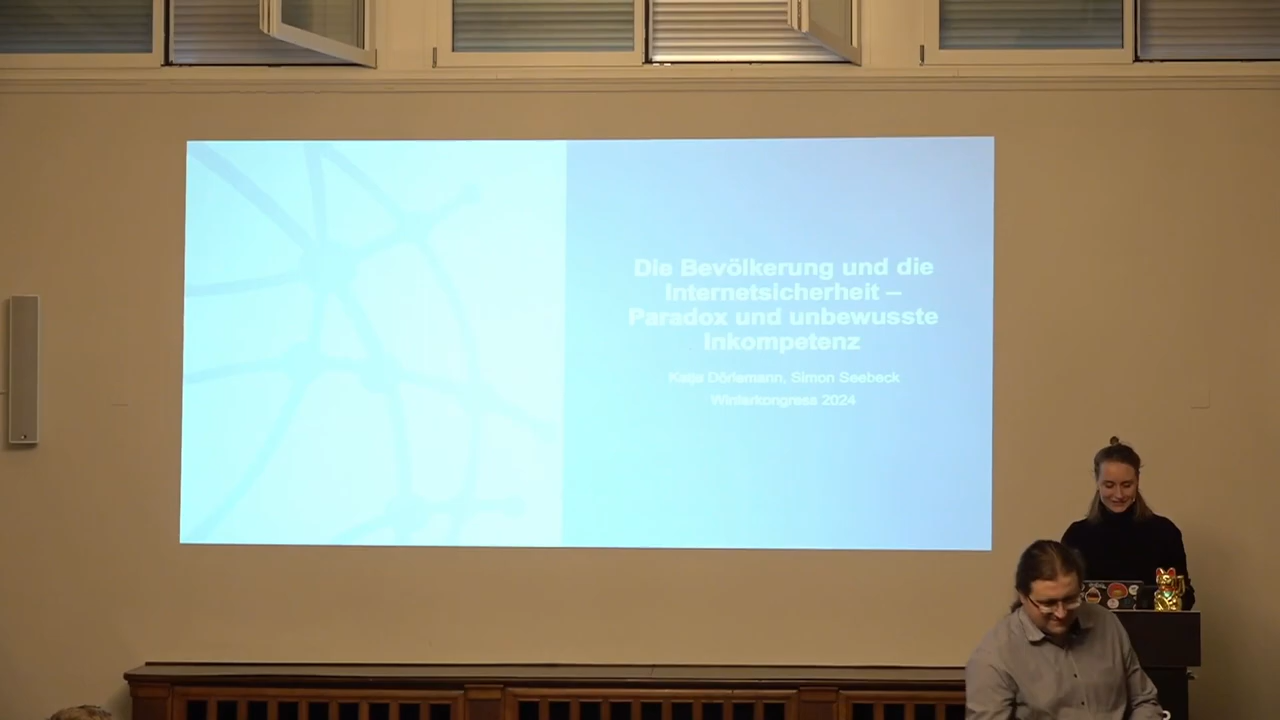 Die Bevölkerung und die
Internetsicherheit –
Paradox und unbewusste
Inkompetenz
Katja Dörlemann, Simon Seebeck
Winterkongress 2024